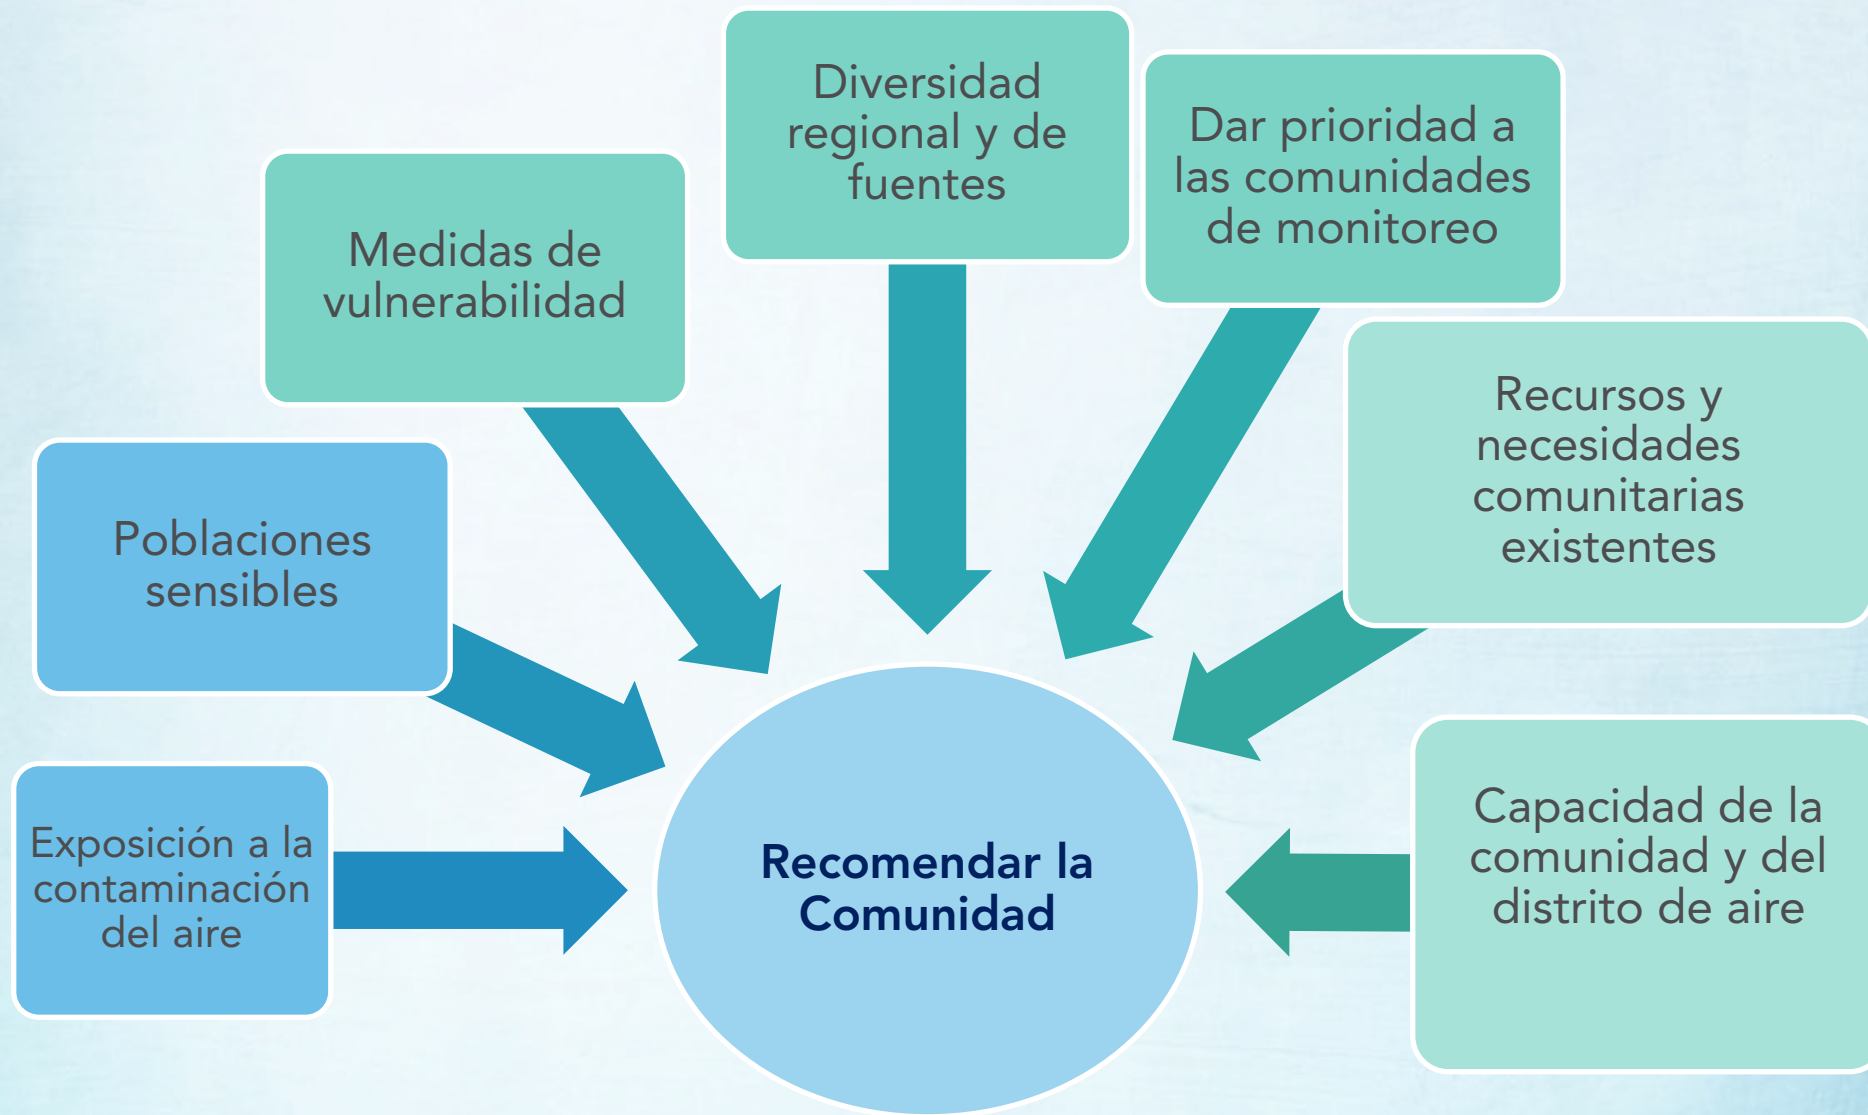 Diversidad
regional y de
fuentes
Dar prioridad a
las comunidades
de monitoreo
Medidas de
vulnerabilidad
Recursos y
necesidades
comunitarias
existentes
Poblaciones
sensibles
Exposición a la
contaminación
del aire
Capacidad de la
comunidad y del
distrito de aire
Recomendar la
Comunidad